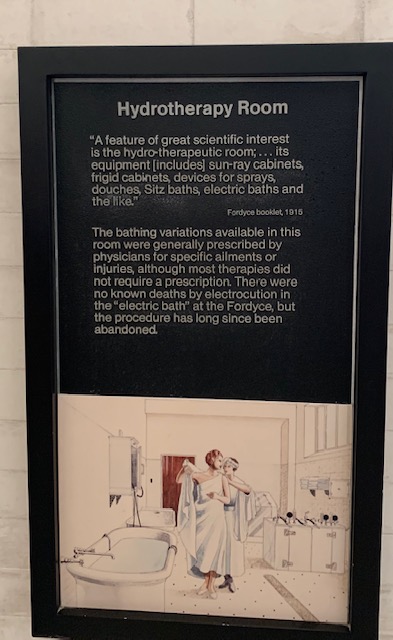 Hydrotherapy Room
“A feature of great scientific interest
is the hydro-therapeutic room; . . . its
equipment [includes] sun-ray cabinets,
frigid cabinets, devices for sprays,
douches, Sitz baths, electric baths and
the like.”
Fordyce booklet, 1915
The bathing variations available in this
room were generally prescribed by
physicians for specific ailments or
injuries, although most therapies did
not require a prescription. There were
no known deaths by electrocution in
the “electric bath” at the Fordyce, but
the procedure has long since been
abandoned.